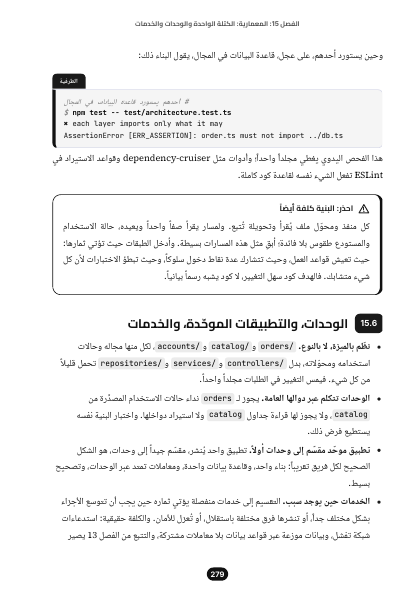 الفصل 15: المعمارية: الكتلة الواحدة والوحدات والخدمات
وحين يستورد أحدهم، على عجل، قاعدة البيانات في المجال، يقول البناء ذلك:
الطرفية
# أحدهم يستورد قاعدة البيانات في المجال
$ npm test -- test/architecture.test.ts
✖ each layer imports only what it may
AssertionError [ERR_ASSERTION]: order.ts must not import ../db.ts
هذا الفحص اليدوي يغطي مجلداً واحداً؛ وأدوات مثل dependency-cruiser وقواعد الاستيراد في
ESLint تفعل الشيء نفسه لقاعدة كود كاملة.
احذر: البنية كلفة أيضاً
كل منفذ ومحوّل ملف يُقرأ وتحويلة تُتبع. ولمسار يقرأ صفاً واحداً ويعيده، حالة الاستخدام
والمستودع طقوس بلا فائدة؛ أبقِ مثل هذه المسارات بسيطة. وأدخل الطبقات حيث تؤتي ثمارها:
حيث تعيش قواعد العمل، وحيث تتشارك عدة نقاط دخول سلوكاً، وحيث تبطؤ الاختبارات لأن كل
شيء متشابك. فالهدف كود سهل التغيير، لا كود يشبه رسماً بيانياً.
15.6 الوحدات، والتطبيقات الموحّدة، والخدمات
• نظّم بالميزة، لا بالنوع. orders/ و catalog/ و accounts/ ، لكل منها مجاله وحالات
استخدامه ومحوّلاته، بدل controllers/ و services/ و repositories/ تحمل قليلاً
من كل شيء. فيمس التغيير في الطلبات مجلداً واحداً.
• الوحدات تتكلم عبر دوالها العامة. يجوز لـ orders نداء حالات الاستخدام المصدَّرة من
catalog ، ولا يجوز لها قراءة جداول catalog ولا استيراد دواخلها. واختبار البنية نفسه
يستطيع فرض ذلك.
• تطبيق موحّد مقسّم إلى وحدات أولاً. تطبيق واحد يُنشر، مقسّم جيداً إلى وحدات، هو الشكل
الصحيح لكل فريق تقريباً: بناء واحد، وقاعدة بيانات واحدة، ومعاملات تمتد عبر الوحدات، وتصحيح
بسيط.
• الخدمات حين يوجد سبب. التقسيم إلى خدمات منفصلة يؤتي ثماره حين يجب أن تتوسع الأجزاء
بشكل مختلف جداً، أو تنشرها فرق مختلفة باستقلال، أو تُعزل للأمان. والكلفة حقيقية: استدعاءات
شبكة تفشل، وبيانات موزعة عبر قواعد بيانات بلا معاملات مشتركة، والتتبع من الفصل 13 يصير
279